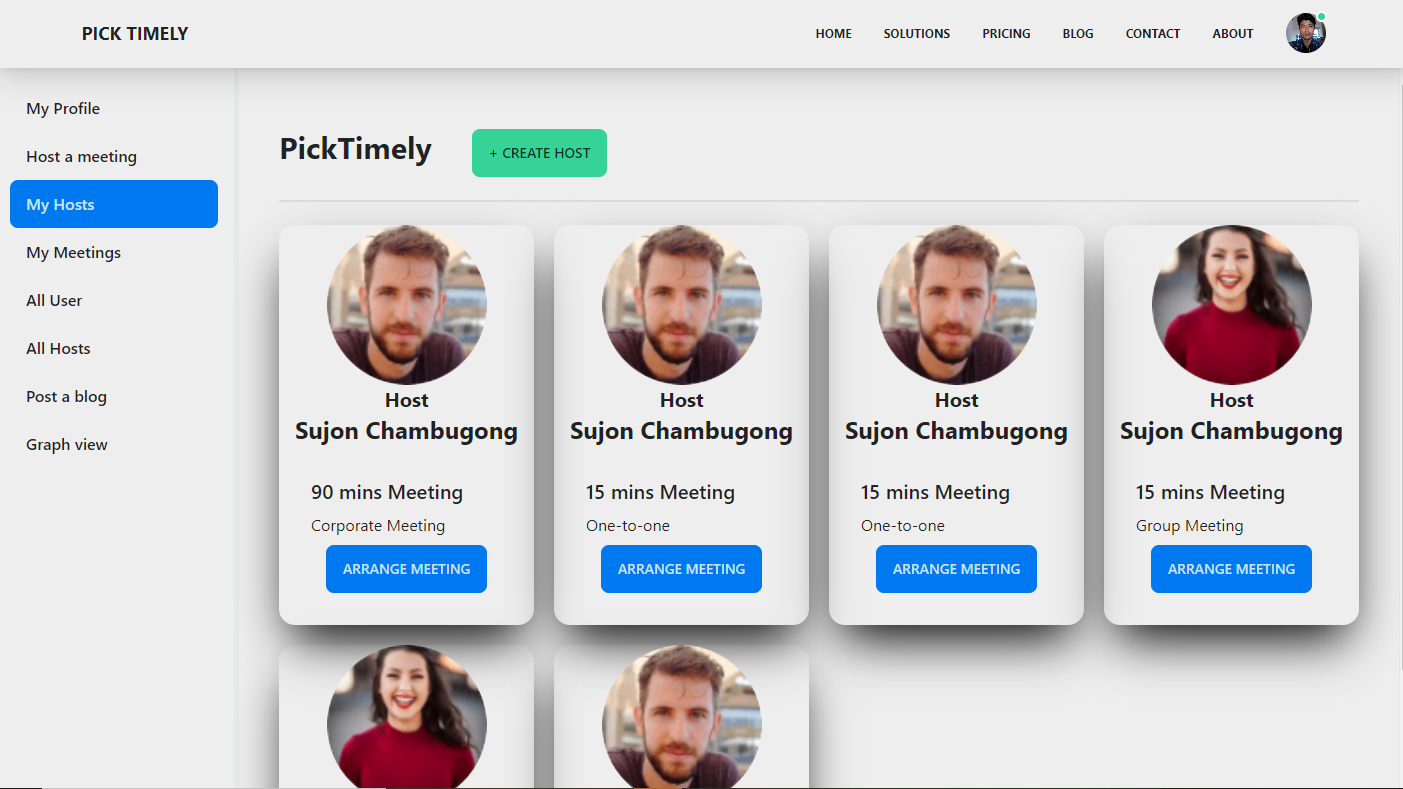 PICK TIMELY
HOME
SOLUTIONS
PRICING
BLOG
CONTACT
ABOUT
My Profile
Host a meeting
My Hosts
My Meetings
All User
All Hosts
Post a blog
Graph view
PickTimely
+ CREATE HOST
Host
Sujon Chambugong
90 mins Meeting
Corporate Meeting
ARRANGE MEETING
Host
Sujon Chambugong
15 mins Meeting
One-to-one
ARRANGE MEETING
Host
Sujon Chambugong
15 mins Meeting
One-to-one
ARRANGE MEETING
Host
Sujon Chambugong
15 mins Meeting
Group Meeting
ARRANGE MEETING